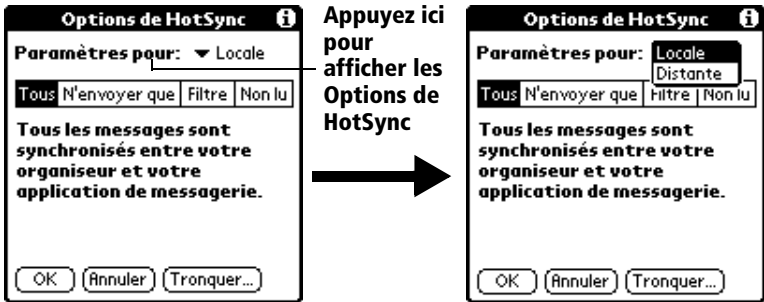 Options de HotSync i
Paramètres pour: Locale
Tous N'envoyer que Filtre Non lu
Tous les messages sont
synchronisés entre votre
organiseur et votre
application de messagerie.
OK Annuler Tronquer...
Appuyez ici
pour
afficher les
Options de
HotSync
Options de HotSync i
Paramètres pour: Locale
Distante
Tous N'envoyer que Filtre Non lu
Tous les messages sont
synchronisés entre votre
organiseur et votre
application de messagerie.
OK Annuler Tronquer...